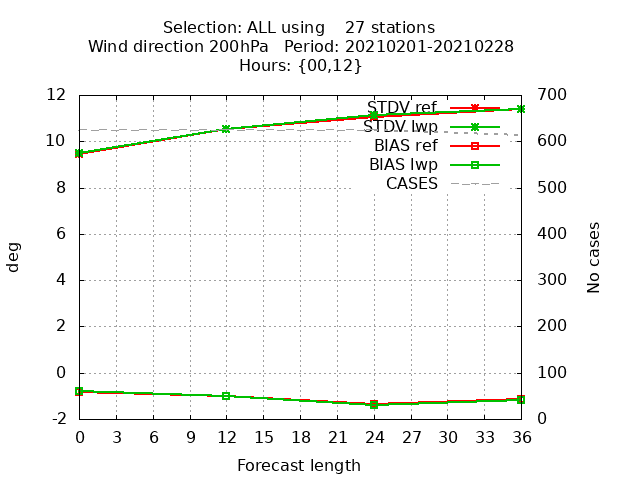 Selection: ALL using    27 stations
Wind direction 200hPa   Period: 20210201-20210228
Hours: {00,12}
12
10
8
6
4
2
0
-2
700
600
500
400
300
200
100
0
STDV ref
STDV lwp
BIAS ref
BIAS lwp
CASES
deg
No cases
0 3 6 9 12 15 18 21 24 27 30 33 36
Forecast length